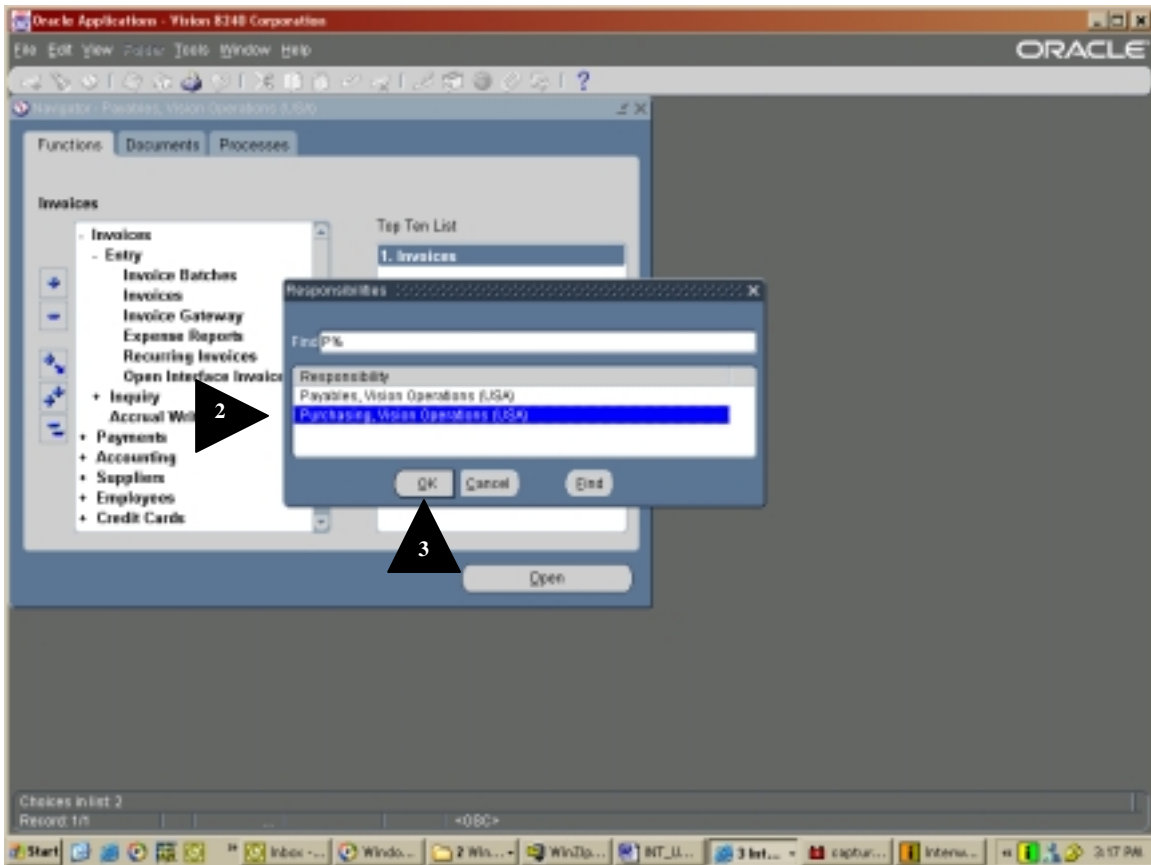 Oracle Applications - Vision 8240 Corporation
File Edit View Folder Tools Window Help
ORACLE
Navigator - Payables, Vision Operations (USA)
Functions Documents Processes
Invoices
Top Ten List
- Invoices
1. Invoices
- Entry
Invoice Batches
Invoices
Invoice Gateway
Expense Reports
Recurring Invoices
Open Interface Invoice
+ Inquiry
Accrual Wri
+ Payments
+ Accounting
+ Suppliers
+ Employees
+ Credit Cards
Responsibilities
Find P%
Responsibility
Payables, Vision Operations (USA)
2
Purchasing, Vision Operations (USA)
OK Cancel Find
3
Open
Choices in list: 2
Record: 1/1 ... <OSC>
Start Inbox -... Windo... 2 Win... WinZip... INT_U... 3 Int... captur... Interw... 3:17 PM